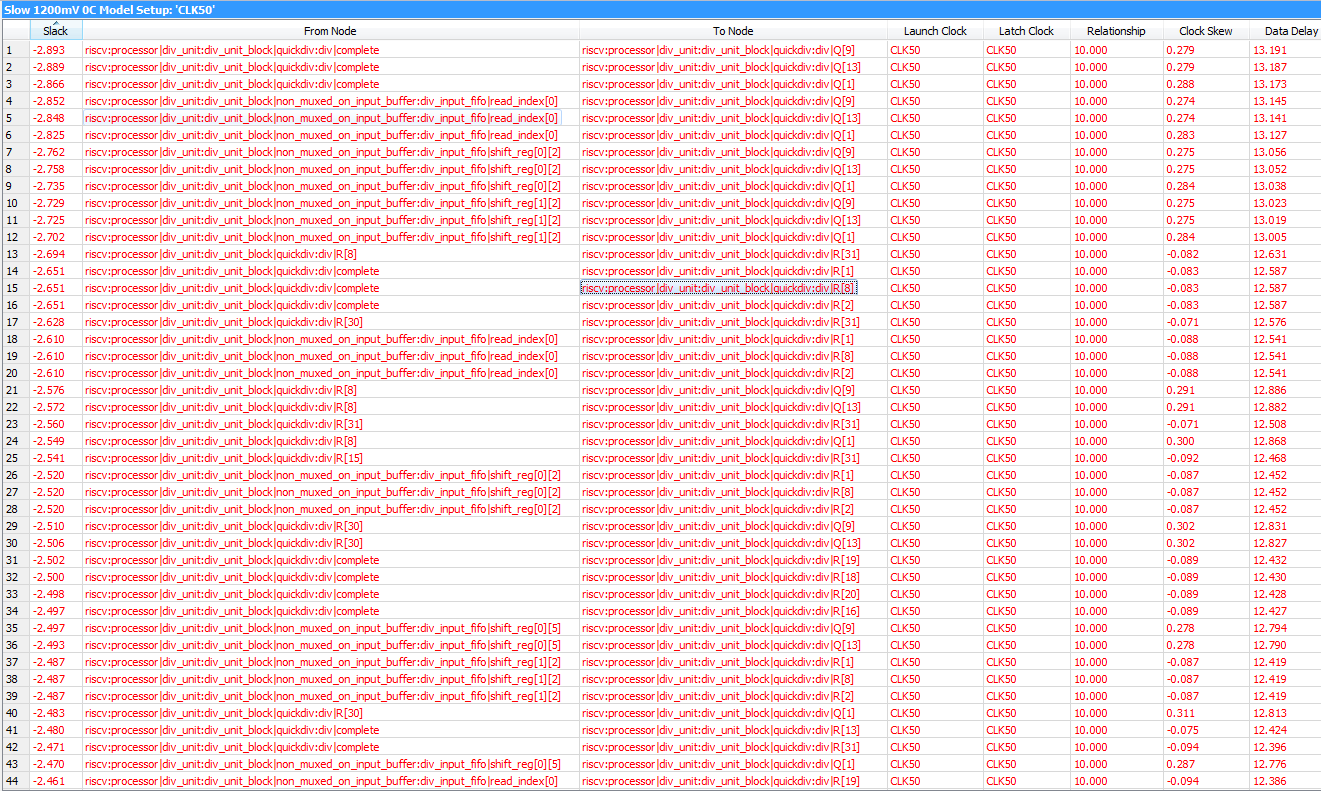 Slow 1200mV 0C Model Setup: 'CLK50'
Slack From Node To Node Launch Clock Latch Clock Relationship Clock Skew Data Delay
1 -2.893 riscv:processor|div_unit:div_unit_block|quickdiv:div|complete riscv:processor|div_unit:div_unit_block|quickdiv:div|Q[9] CLK50 CLK50 10.000 0.279 13.191
2 -2.889 riscv:processor|div_unit:div_unit_block|quickdiv:div|complete riscv:processor|div_unit:div_unit_block|quickdiv:div|Q[13] CLK50 CLK50 10.000 0.279 13.187
3 -2.866 riscv:processor|div_unit:div_unit_block|quickdiv:div|complete riscv:processor|div_unit:div_unit_block|quickdiv:div|Q[1] CLK50 CLK50 10.000 0.288 13.173
4 -2.852 riscv:processor|div_unit:div_unit_block|non_muxed_on_input_buffer:div_input_fifo|read_index[0] riscv:processor|div_unit:div_unit_block|quickdiv:div|Q[9] CLK50 CLK50 10.000 0.274 13.145
5 -2.848 riscv:processor|div_unit:div_unit_block|non_muxed_on_input_buffer:div_input_fifo|read_index[0] riscv:processor|div_unit:div_unit_block|quickdiv:div|Q[13] CLK50 CLK50 10.000 0.274 13.141
6 -2.825 riscv:processor|div_unit:div_unit_block|non_muxed_on_input_buffer:div_input_fifo|read_index[0] riscv:processor|div_unit:div_unit_block|quickdiv:div|Q[1] CLK50 CLK50 10.000 0.283 13.127
7 -2.762 riscv:processor|div_unit:div_unit_block|non_muxed_on_input_buffer:div_input_fifo|shift_reg[0][2] riscv:processor|div_unit:div_unit_block|quickdiv:div|Q[9] CLK50 CLK50 10.000 0.275 13.056
8 -2.758 riscv:processor|div_unit:div_unit_block|non_muxed_on_input_buffer:div_input_fifo|shift_reg[0][2] riscv:processor|div_unit:div_unit_block|quickdiv:div|Q[13] CLK50 CLK50 10.000 0.275 13.052
9 -2.735 riscv:processor|div_unit:div_unit_block|non_muxed_on_input_buffer:div_input_fifo|shift_reg[0][2] riscv:processor|div_unit:div_unit_block|quickdiv:div|Q[1] CLK50 CLK50 10.000 0.284 13.038
10 -2.729 riscv:processor|div_unit:div_unit_block|non_muxed_on_input_buffer:div_input_fifo|shift_reg[1][2] riscv:processor|div_unit:div_unit_block|quickdiv:div|Q[9] CLK50 CLK50 10.000 0.275 13.023
11 -2.725 riscv:processor|div_unit:div_unit_block|non_muxed_on_input_buffer:div_input_fifo|shift_reg[1][2] riscv:processor|div_unit:div_unit_block|quickdiv:div|Q[13] CLK50 CLK50 10.000 0.275 13.019
12 -2.702 riscv:processor|div_unit:div_unit_block|non_muxed_on_input_buffer:div_input_fifo|shift_reg[1][2] riscv:processor|div_unit:div_unit_block|quickdiv:div|Q[1] CLK50 CLK50 10.000 0.284 13.005
13 -2.694 riscv:processor|div_unit:div_unit_block|quickdiv:div|R[8] riscv:processor|div_unit:div_unit_block|quickdiv:div|R[31] CLK50 CLK50 10.000 -0.082 12.631
14 -2.651 riscv:processor|div_unit:div_unit_block|quickdiv:div|complete riscv:processor|div_unit:div_unit_block|quickdiv:div|R[1] CLK50 CLK50 10.000 -0.083 12.587
15 -2.651 riscv:processor|div_unit:div_unit_block|quickdiv:div|complete riscv:processor|div_unit:div_unit_block|quickdiv:div|R[8] CLK50 CLK50 10.000 -0.083 12.587
16 -2.651 riscv:processor|div_unit:div_unit_block|quickdiv:div|complete riscv:processor|div_unit:div_unit_block|quickdiv:div|R[2] CLK50 CLK50 10.000 -0.083 12.587
17 -2.628 riscv:processor|div_unit:div_unit_block|quickdiv:div|R[30] riscv:processor|div_unit:div_unit_block|quickdiv:div|R[31] CLK50 CLK50 10.000 -0.071 12.576
18 -2.610 riscv:processor|div_unit:div_unit_block|non_muxed_on_input_buffer:div_input_fifo|read_index[0] riscv:processor|div_unit:div_unit_block|quickdiv:div|R[1] CLK50 CLK50 10.000 -0.088 12.541
19 -2.610 riscv:processor|div_unit:div_unit_block|non_muxed_on_input_buffer:div_input_fifo|read_index[0] riscv:processor|div_unit:div_unit_block|quickdiv:div|R[8] CLK50 CLK50 10.000 -0.088 12.541
20 -2.610 riscv:processor|div_unit:div_unit_block|non_muxed_on_input_buffer:div_input_fifo|read_index[0] riscv:processor|div_unit:div_unit_block|quickdiv:div|R[2] CLK50 CLK50 10.000 -0.088 12.541
21 -2.576 riscv:processor|div_unit:div_unit_block|quickdiv:div|R[8] riscv:processor|div_unit:div_unit_block|quickdiv:div|Q[9] CLK50 CLK50 10.000 0.291 12.886
22 -2.572 riscv:processor|div_unit:div_unit_block|quickdiv:div|R[8] riscv:processor|div_unit:div_unit_block|quickdiv:div|Q[13] CLK50 CLK50 10.000 0.291 12.882
23 -2.560 riscv:processor|div_unit:div_unit_block|quickdiv:div|R[31] riscv:processor|div_unit:div_unit_block|quickdiv:div|R[31] CLK50 CLK50 10.000 -0.071 12.508
24 -2.549 riscv:processor|div_unit:div_unit_block|quickdiv:div|R[8] riscv:processor|div_unit:div_unit_block|quickdiv:div|Q[1] CLK50 CLK50 10.000 0.300 12.868
25 -2.541 riscv:processor|div_unit:div_unit_block|quickdiv:div|R[15] riscv:processor|div_unit:div_unit_block|quickdiv:div|R[31] CLK50 CLK50 10.000 -0.092 12.468
26 -2.520 riscv:processor|div_unit:div_unit_block|non_muxed_on_input_buffer:div_input_fifo|shift_reg[0][2] riscv:processor|div_unit:div_unit_block|quickdiv:div|R[1] CLK50 CLK50 10.000 -0.087 12.452
27 -2.520 riscv:processor|div_unit:div_unit_block|non_muxed_on_input_buffer:div_input_fifo|shift_reg[0][2] riscv:processor|div_unit:div_unit_block|quickdiv:div|R[8] CLK50 CLK50 10.000 -0.087 12.452
28 -2.520 riscv:processor|div_unit:div_unit_block|non_muxed_on_input_buffer:div_input_fifo|shift_reg[0][2] riscv:processor|div_unit:div_unit_block|quickdiv:div|R[2] CLK50 CLK50 10.000 -0.087 12.452
29 -2.510 riscv:processor|div_unit:div_unit_block|quickdiv:div|R[30] riscv:processor|div_unit:div_unit_block|quickdiv:div|Q[9] CLK50 CLK50 10.000 0.302 12.831
30 -2.506 riscv:processor|div_unit:div_unit_block|quickdiv:div|R[30] riscv:processor|div_unit:div_unit_block|quickdiv:div|Q[13] CLK50 CLK50 10.000 0.302 12.827
31 -2.502 riscv:processor|div_unit:div_unit_block|quickdiv:div|complete riscv:processor|div_unit:div_unit_block|quickdiv:div|R[19] CLK50 CLK50 10.000 -0.089 12.432
32 -2.500 riscv:processor|div_unit:div_unit_block|quickdiv:div|complete riscv:processor|div_unit:div_unit_block|quickdiv:div|R[18] CLK50 CLK50 10.000 -0.089 12.430
33 -2.498 riscv:processor|div_unit:div_unit_block|quickdiv:div|complete riscv:processor|div_unit:div_unit_block|quickdiv:div|R[20] CLK50 CLK50 10.000 -0.089 12.428
34 -2.497 riscv:processor|div_unit:div_unit_block|quickdiv:div|complete riscv:processor|div_unit:div_unit_block|quickdiv:div|R[16] CLK50 CLK50 10.000 -0.089 12.427
35 -2.497 riscv:processor|div_unit:div_unit_block|non_muxed_on_input_buffer:div_input_fifo|shift_reg[0][5] riscv:processor|div_unit:div_unit_block|quickdiv:div|Q[9] CLK50 CLK50 10.000 0.278 12.794
36 -2.493 riscv:processor|div_unit:div_unit_block|non_muxed_on_input_buffer:div_input_fifo|shift_reg[0][5] riscv:processor|div_unit:div_unit_block|quickdiv:div|Q[13] CLK50 CLK50 10.000 0.278 12.790
37 -2.487 riscv:processor|div_unit:div_unit_block|non_muxed_on_input_buffer:div_input_fifo|shift_reg[1][2] riscv:processor|div_unit:div_unit_block|quickdiv:div|R[1] CLK50 CLK50 10.000 -0.087 12.419
38 -2.487 riscv:processor|div_unit:div_unit_block|non_muxed_on_input_buffer:div_input_fifo|shift_reg[1][2] riscv:processor|div_unit:div_unit_block|quickdiv:div|R[8] CLK50 CLK50 10.000 -0.087 12.419
39 -2.487 riscv:processor|div_unit:div_unit_block|non_muxed_on_input_buffer:div_input_fifo|shift_reg[1][2] riscv:processor|div_unit:div_unit_block|quickdiv:div|R[2] CLK50 CLK50 10.000 -0.087 12.419
40 -2.483 riscv:processor|div_unit:div_unit_block|quickdiv:div|R[30] riscv:processor|div_unit:div_unit_block|quickdiv:div|Q[1] CLK50 CLK50 10.000 0.311 12.813
41 -2.480 riscv:processor|div_unit:div_unit_block|quickdiv:div|complete riscv:processor|div_unit:div_unit_block|quickdiv:div|R[13] CLK50 CLK50 10.000 -0.075 12.424
42 -2.471 riscv:processor|div_unit:div_unit_block|quickdiv:div|complete riscv:processor|div_unit:div_unit_block|quickdiv:div|R[31] CLK50 CLK50 10.000 -0.094 12.396
43 -2.470 riscv:processor|div_unit:div_unit_block|non_muxed_on_input_buffer:div_input_fifo|shift_reg[0][5] riscv:processor|div_unit:div_unit_block|quickdiv:div|Q[1] CLK50 CLK50 10.000 0.287 12.776
44 -2.461 riscv:processor|div_unit:div_unit_block|non_muxed_on_input_buffer:div_input_fifo|read_index[0] riscv:processor|div_unit:div_unit_block|quickdiv:div|R[19] CLK50 CLK50 10.000 -0.094 12.386